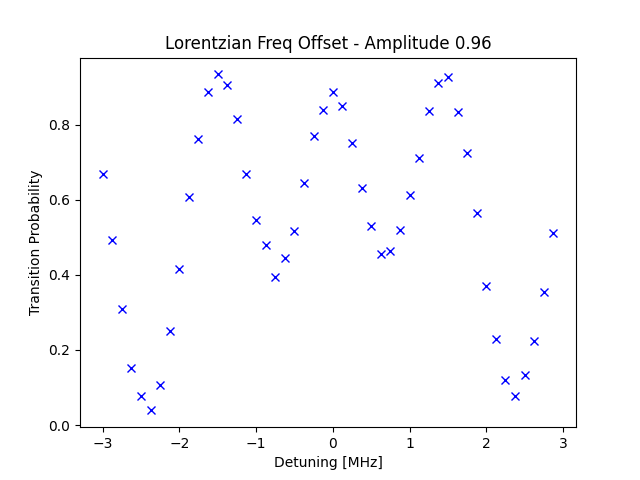 Lorentzian Freq Offset - Amplitude 0.96
Transition Probability
0.8
0.6
0.4
0.2
0.0
−3 −2 −1 0 1 2 3
Detuning [MHz]